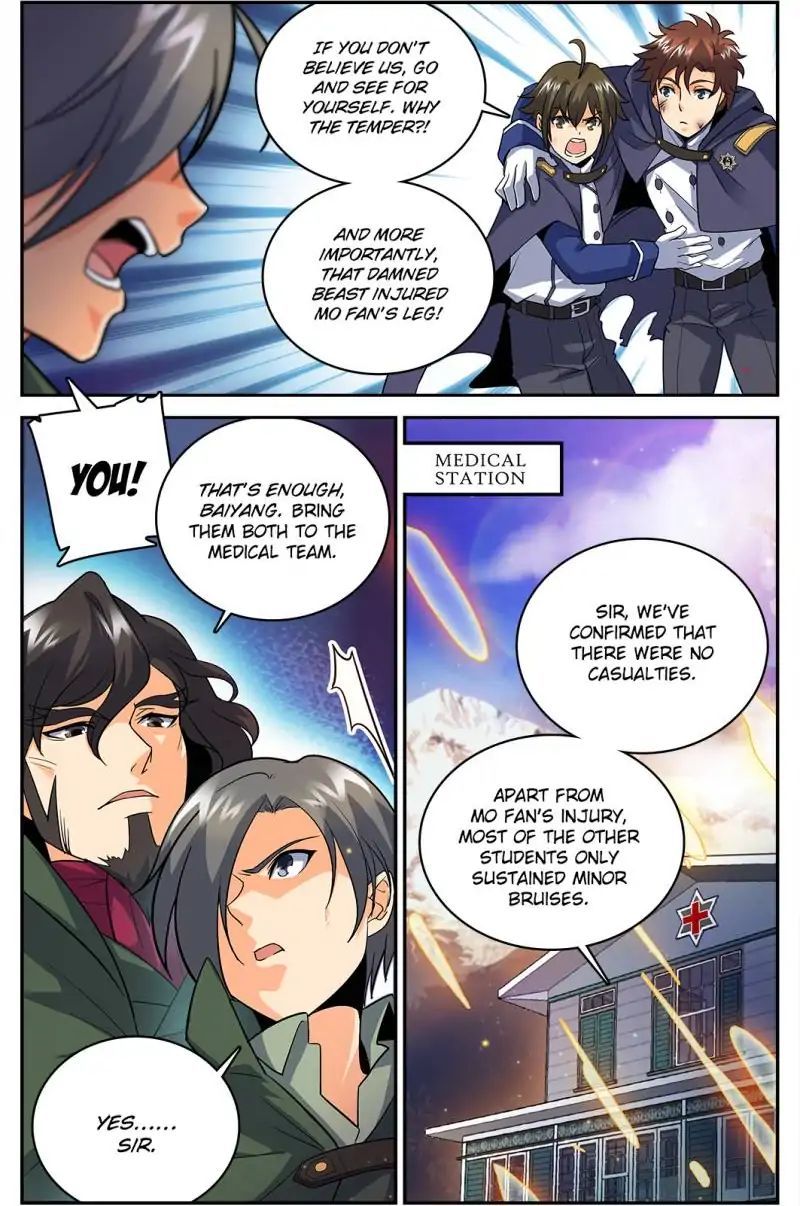 IF YOU DON'T
BELIEVE US, GO
AND SEE FOR
YOURSELF. WHY
THE TEMPER?!
AND MORE
IMPORTANTLY,
THAT DAMNED
BEAST INJURED
MO FAN'S LEG!
YOU!
THAT'S ENOUGH,
BAIYANG. BRING
THEM BOTH TO THE
MEDICAL TEAM.
YES......
SIR.
MEDICAL
STATION
SIR, WE'VE
CONFIRMED THAT
THERE WERE NO
CASUALTIES.
APART FROM
MO FAN'S INJURY,
MOST OF THE OTHER
STUDENTS ONLY
SUSTAINED MINOR
BRUISES.